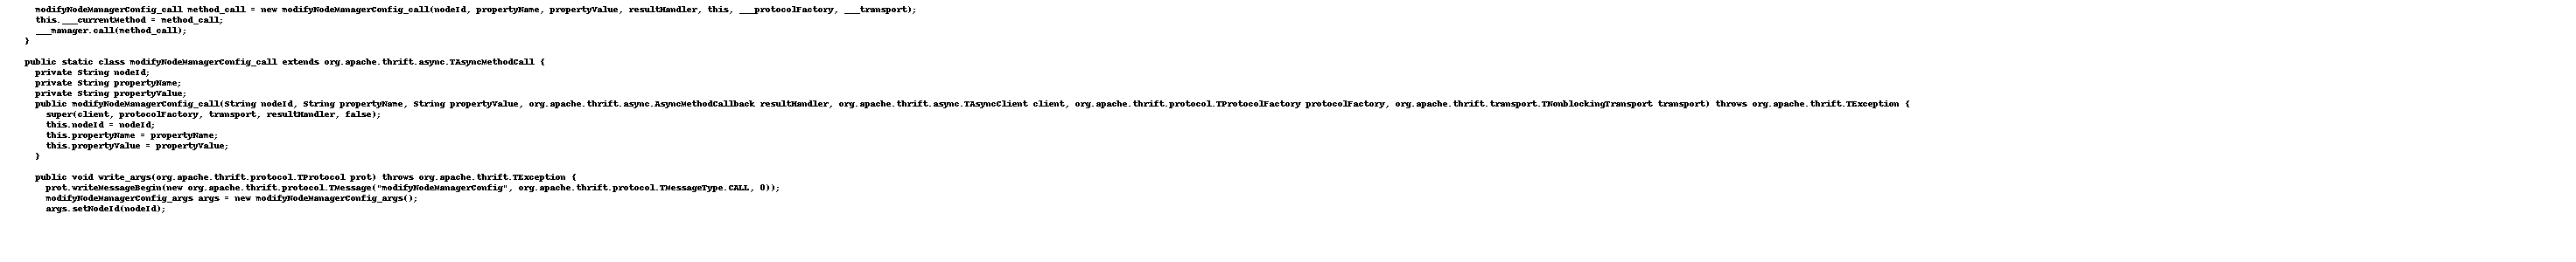 modifyNodeManagerConfig_call method_call = new modifyNodeManagerConfig_call(nodeId, propertyName, propertyValue, resultHandler, this, ___protocolFactory, ___transport);
      this.___currentMethod = method_call;
      ___manager.call(method_call);
    }

    public static class modifyNodeManagerConfig_call extends org.apache.thrift.async.TAsyncMethodCall {
      private String nodeId;
      private String propertyName;
      private String propertyValue;
      public modifyNodeManagerConfig_call(String nodeId, String propertyName, String propertyValue, org.apache.thrift.async.AsyncMethodCallback resultHandler, org.apache.thrift.async.TAsyncClient client, org.apache.thrift.protocol.TProtocolFactory protocolFactory, org.apache.thrift.transport.TNonblockingTransport transport) throws org.apache.thrift.TException {
        super(client, protocolFactory, transport, resultHandler, false);
        this.nodeId = nodeId;
        this.propertyName = propertyName;
        this.propertyValue = propertyValue;
      }

      public void write_args(org.apache.thrift.protocol.TProtocol prot) throws org.apache.thrift.TException {
        prot.writeMessageBegin(new org.apache.thrift.protocol.TMessage("modifyNodeManagerConfig", org.apache.thrift.protocol.TMessageType.CALL, 0));
        modifyNodeManagerConfig_args args = new modifyNodeManagerConfig_args();
        args.setNodeId(nodeId);